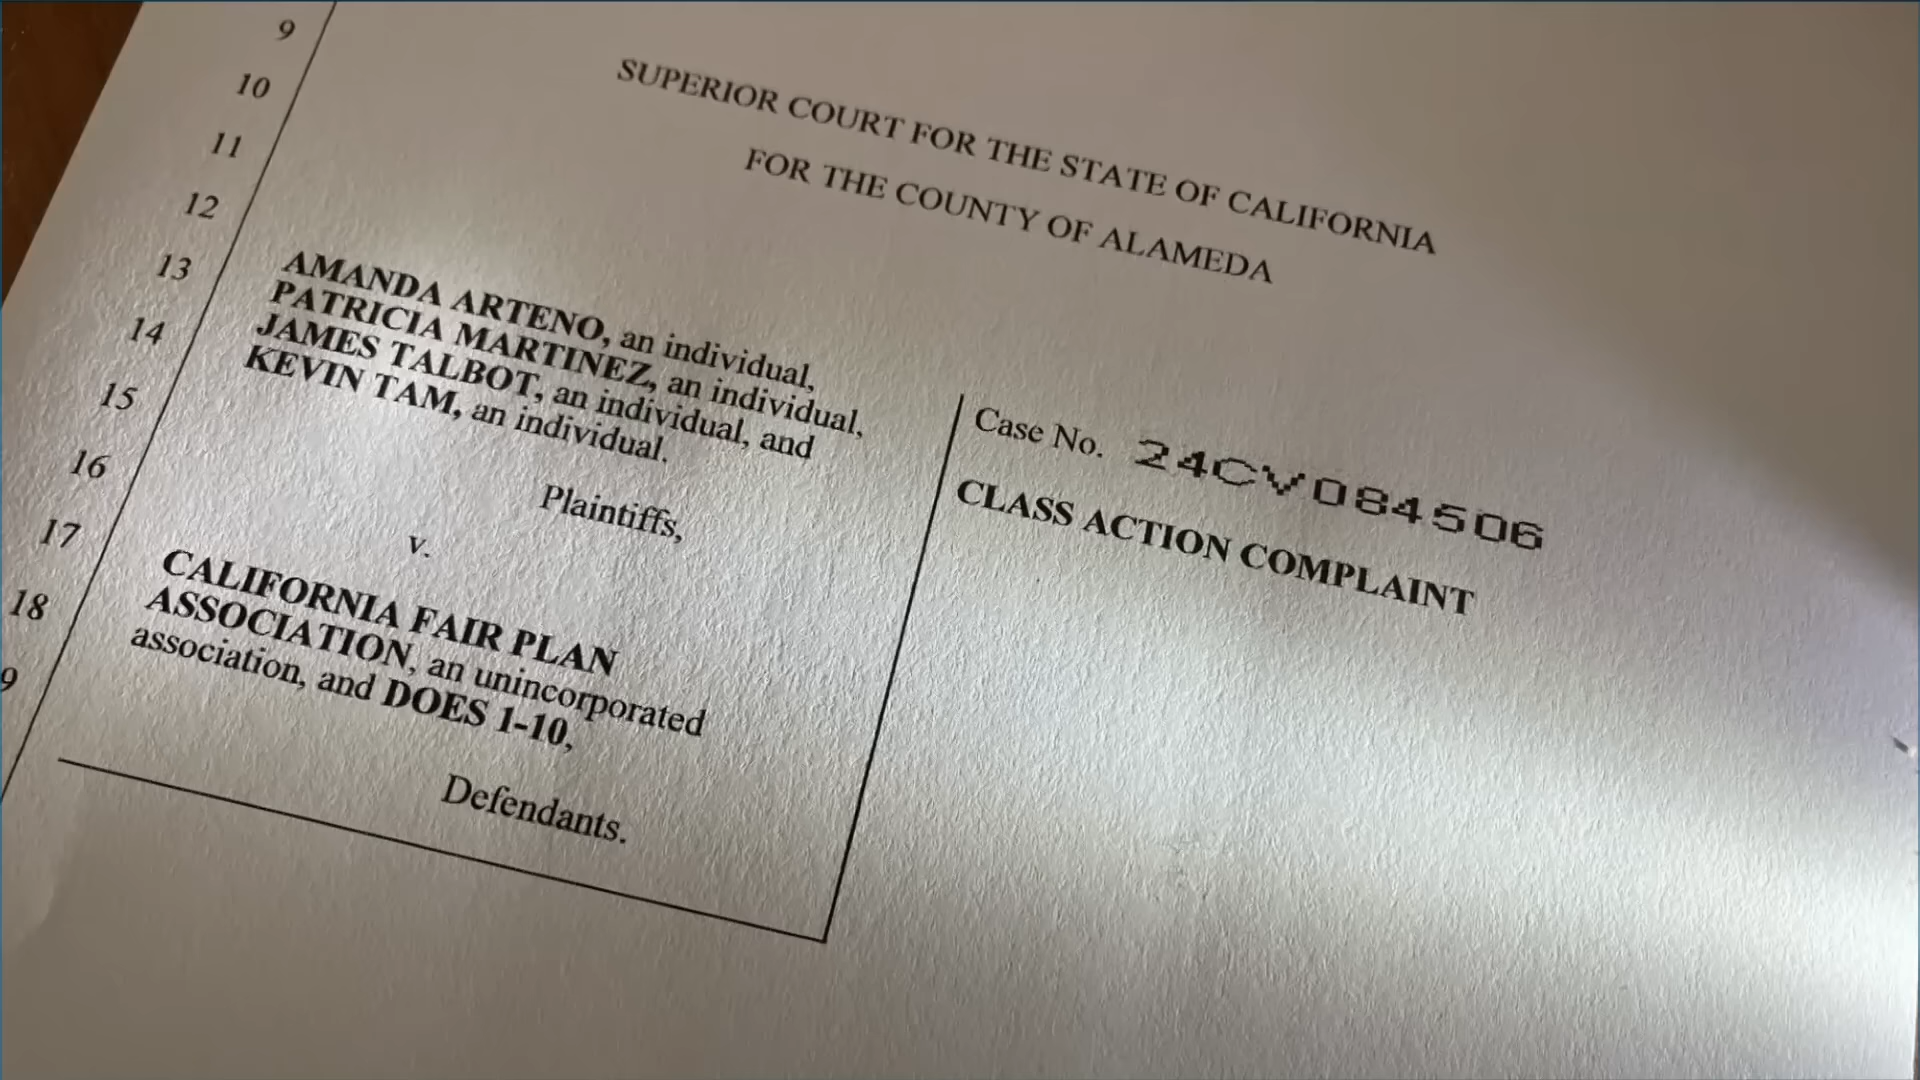 9
10
11
12
13
14
15
16
17
18
9
SUPERIOR COURT FOR THE STATE OF CALIFORNIA
FOR THE COUNTY OF ALAMEDA
AMANDA ARTENO, an individual,
PATRICIA MARTINEZ, an individual,
JAMES TALBOT, an individual, and
KEVIN TAM, an individual.
Plaintiffs,
v.
CALIFORNIA FAIR PLAN
ASSOCIATION, an unincorporated
association, and DOES 1-10,
Defendants.
Case No. 24CV084506
CLASS ACTION COMPLAINT